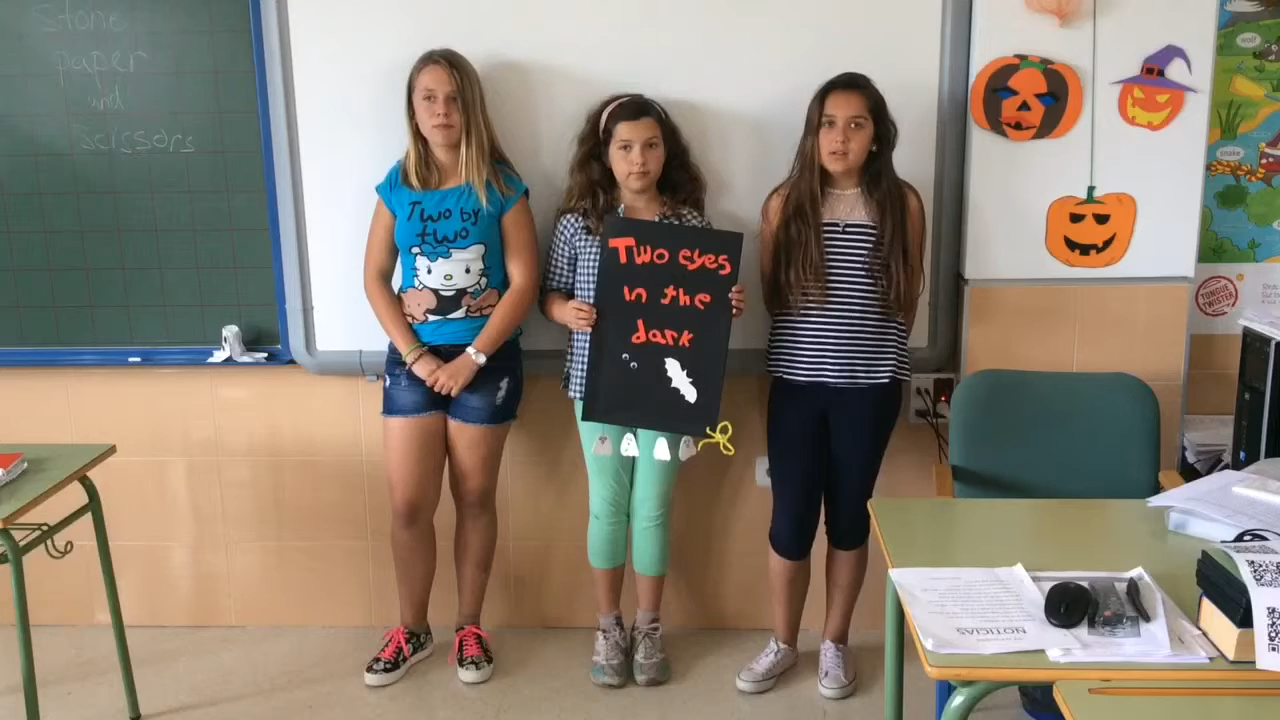 stone
paper
and
scissors
Two by
two
Two eyes
in the
dark
wolf
snake
TONGUE
TWISTER
NOTICIAS